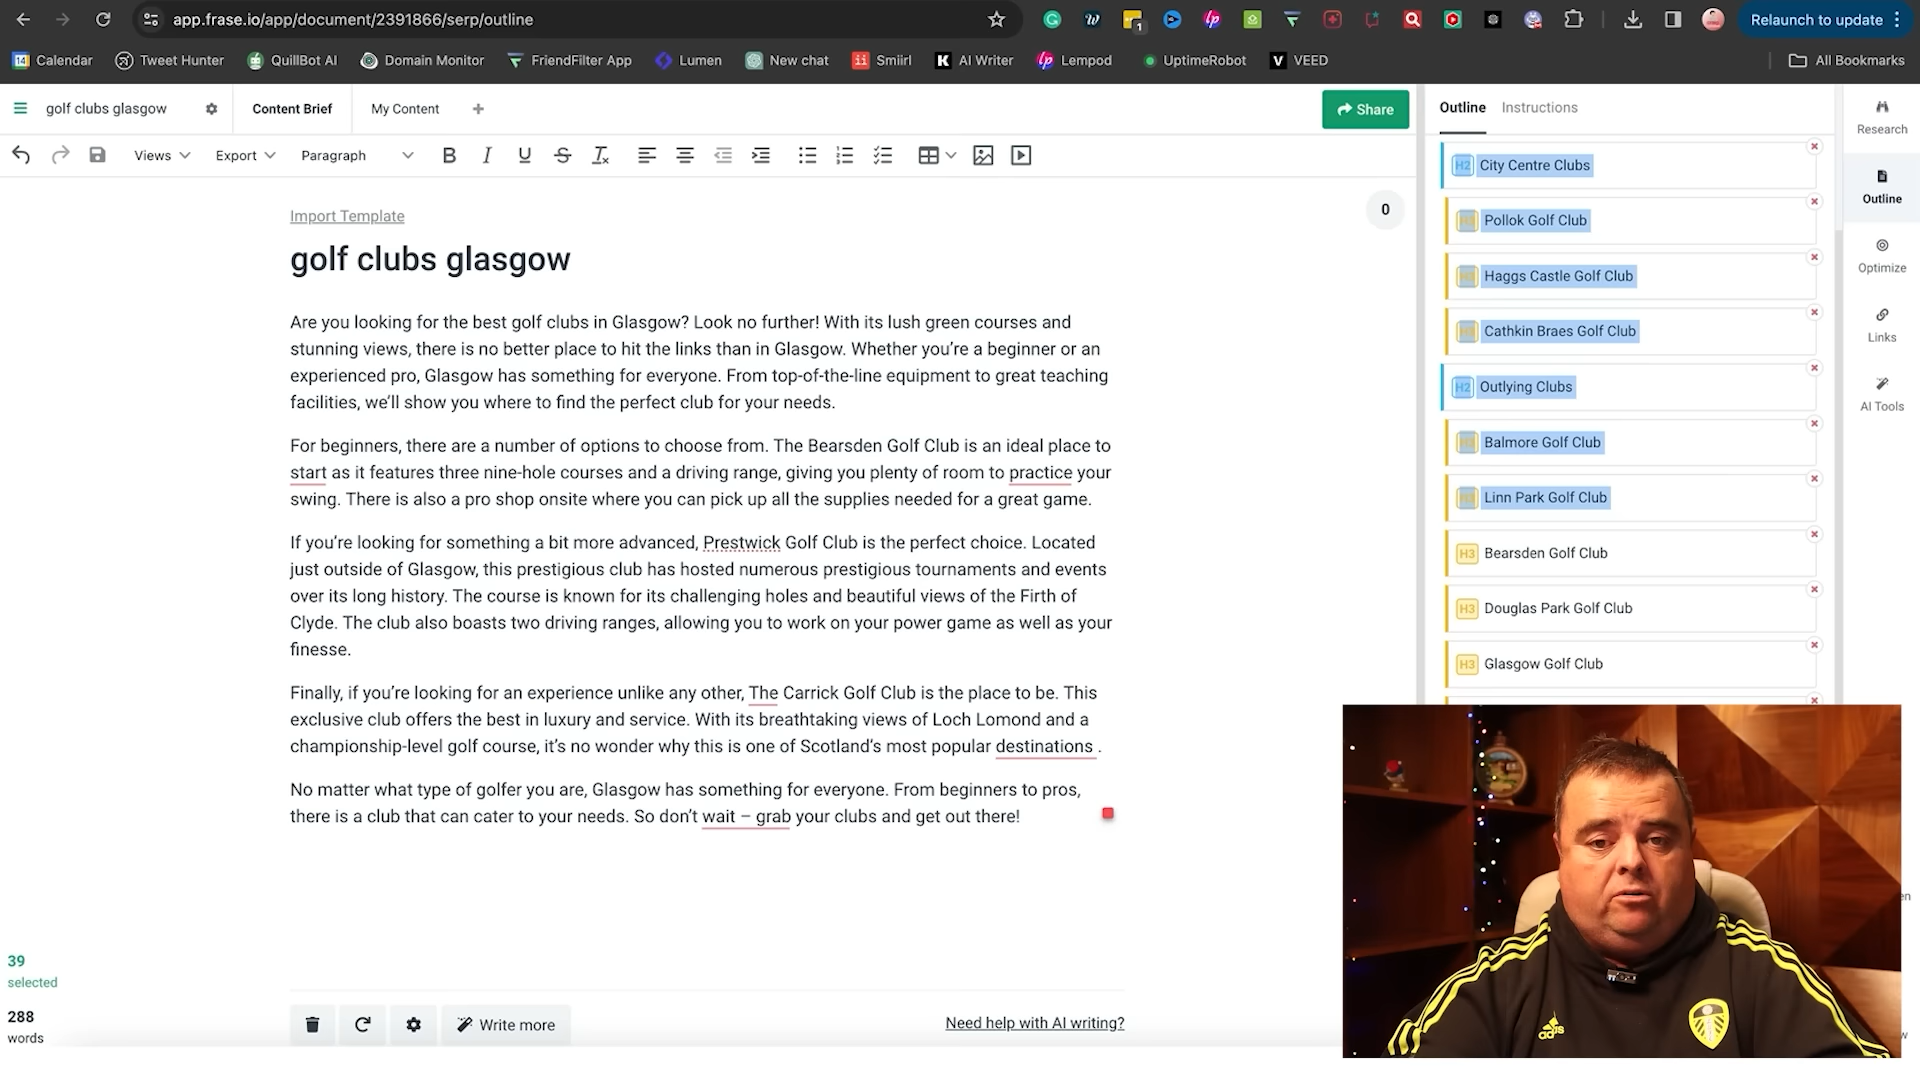 app.frase.io/app/document/2391866/serp/outline
1
Relaunch to update
14 Calendar
Tweet Hunter
QuillBot AI
Domain Monitor
FriendFilter App
Lumen
New chat
Smiirl
K AI Writer
lp Lempod
UptimeRobot
V VEED
All Bookmarks
golf clubs glasgow
Content Brief
My Content
Share
Outline
Instructions
Research
Views
Export
Paragraph
B I U S
H2 City Centre Clubs
Pollok Golf Club
Haggs Castle Golf Club
Cathkin Braes Golf Club
H2 Outlying Clubs
Balmore Golf Club
Linn Park Golf Club
H3 Bearsden Golf Club
H3 Douglas Park Golf Club
H3 Glasgow Golf Club
Outline
Optimize
Links
AI Tools
0
Import Template
golf clubs glasgow
Are you looking for the best golf clubs in Glasgow? Look no further! With its lush green courses and
stunning views, there is no better place to hit the links than in Glasgow. Whether you’re a beginner or an
experienced pro, Glasgow has something for everyone. From top-of-the-line equipment to great teaching
facilities, we’ll show you where to find the perfect club for your needs.
For beginners, there are a number of options to choose from. The Bearsden Golf Club is an ideal place to
start as it features three nine-hole courses and a driving range, giving you plenty of room to practice your
swing. There is also a pro shop onsite where you can pick up all the supplies needed for a great game.
If you’re looking for something a bit more advanced, Prestwick Golf Club is the perfect choice. Located
just outside of Glasgow, this prestigious club has hosted numerous prestigious tournaments and events
over its long history. The course is known for its challenging holes and beautiful views of the Firth of
Clyde. The club also boasts two driving ranges, allowing you to work on your power game as well as your
finesse.
Finally, if you’re looking for an experience unlike any other, The Carrick Golf Club is the place to be. This
exclusive club offers the best in luxury and service. With its breathtaking views of Loch Lomond and a
championship-level golf course, it’s no wonder why this is one of Scotland’s most popular destinations .
No matter what type of golfer you are, Glasgow has something for everyone. From beginners to pros,
there is a club that can cater to your needs. So don’t wait – grab your clubs and get out there!
39
selected
288
words
Write more
Need help with AI writing?
adidas